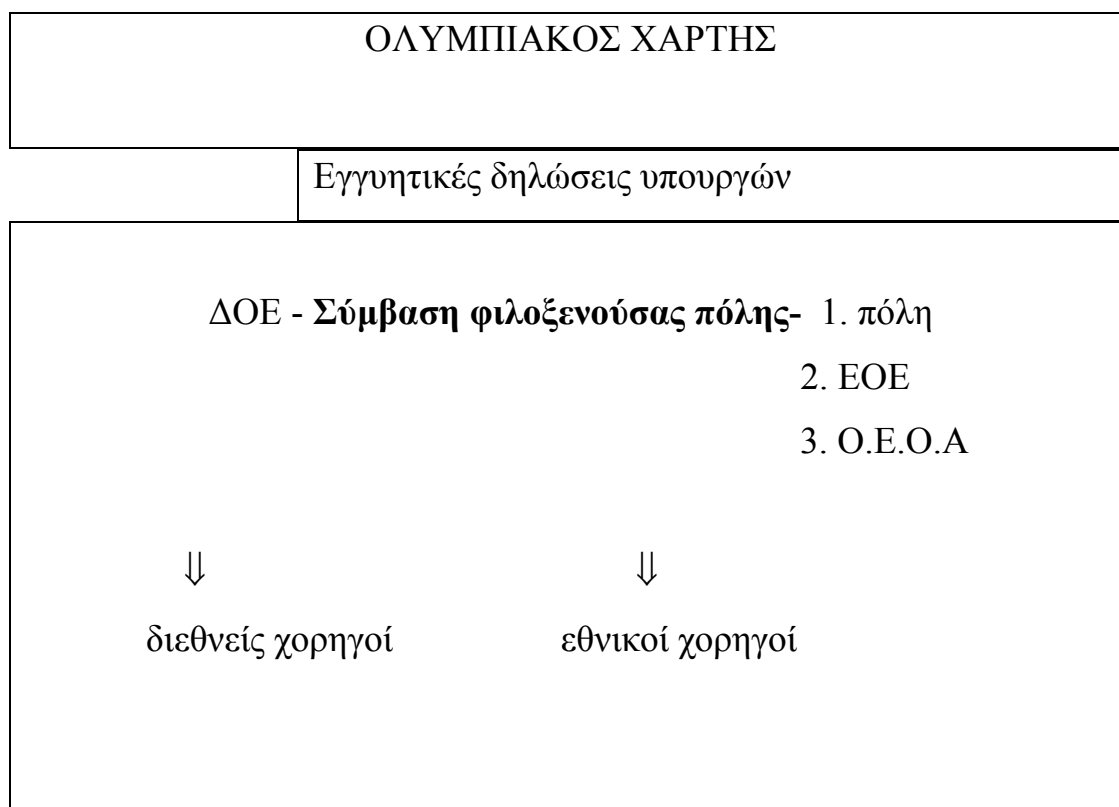 ΟΛΥΜΠΙΑΚΟΣ ΧΑΡΤΗΣ
Εγγυητικές δηλώσεις υπουργών
ΔΟΕ - Σύμβαση φιλοξενούσας πόλης- 1. πόλη
2. ΕΟΕ
3. Ο.Ε.Ο.Α
⇓ ⇓
διεθνείς χορηγοί εθνικοί χορηγοί